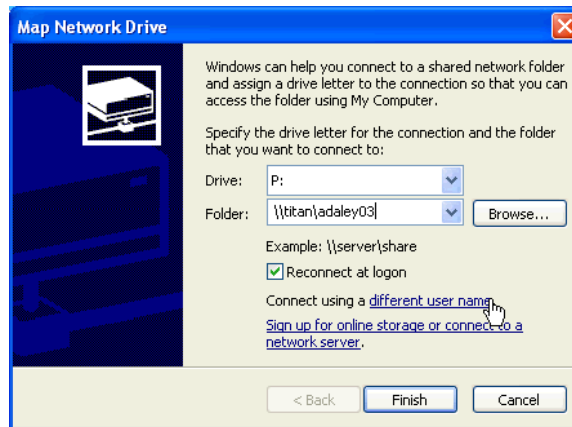 Map Network Drive
Windows can help you connect to a shared network folder
and assign a drive letter to the connection so that you can
access the folder using My Computer.
Specify the drive letter for the connection and the folder
that you want to connect to:
Drive: P:
Folder: \\titan\adaley03 Browse...
Example: \\server\share
Reconnect at logon
Connect using a different user name.
Sign up for online storage or connect to a
network server.
< Back Finish Cancel